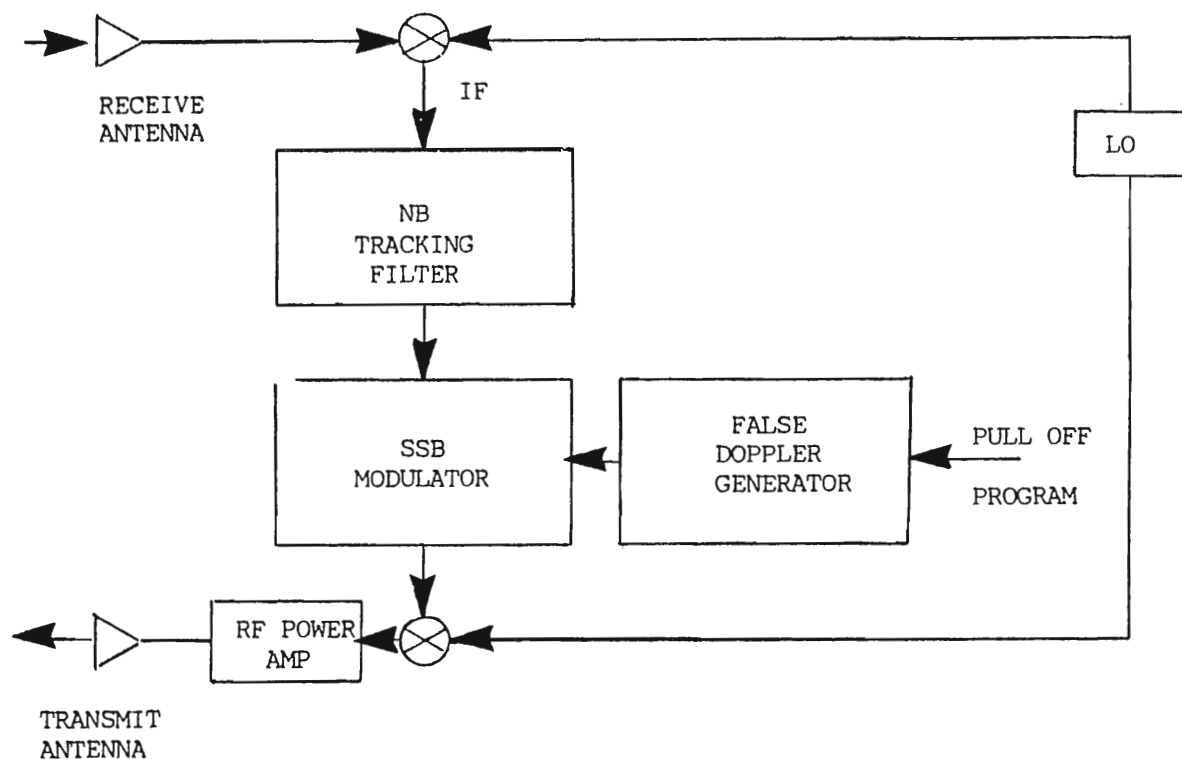 RECEIVE
ANTENNA
IF
LO
NB
TRACKING
FILTER
SSB
MODULATOR
FALSE
DOPPLER
GENERATOR
PULL OFF
PROGRAM
RF POWER
AMP
TRANSMIT
ANTENNA